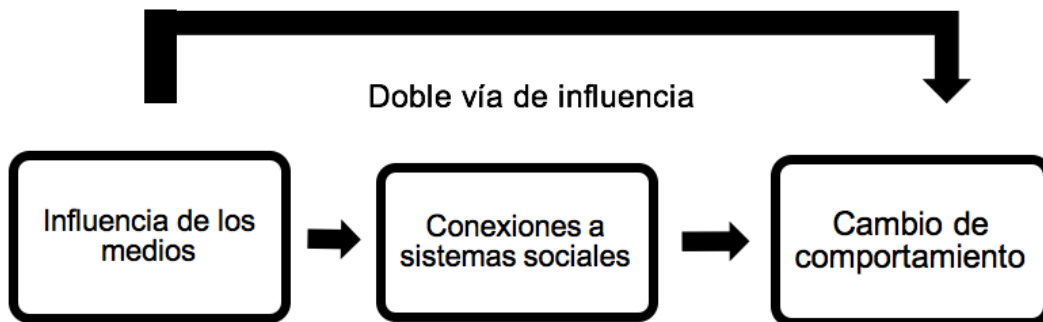 Doble vía de influencia
Influencia de los
medios
Conexiones a
sistemas sociales
Cambio de
comportamiento